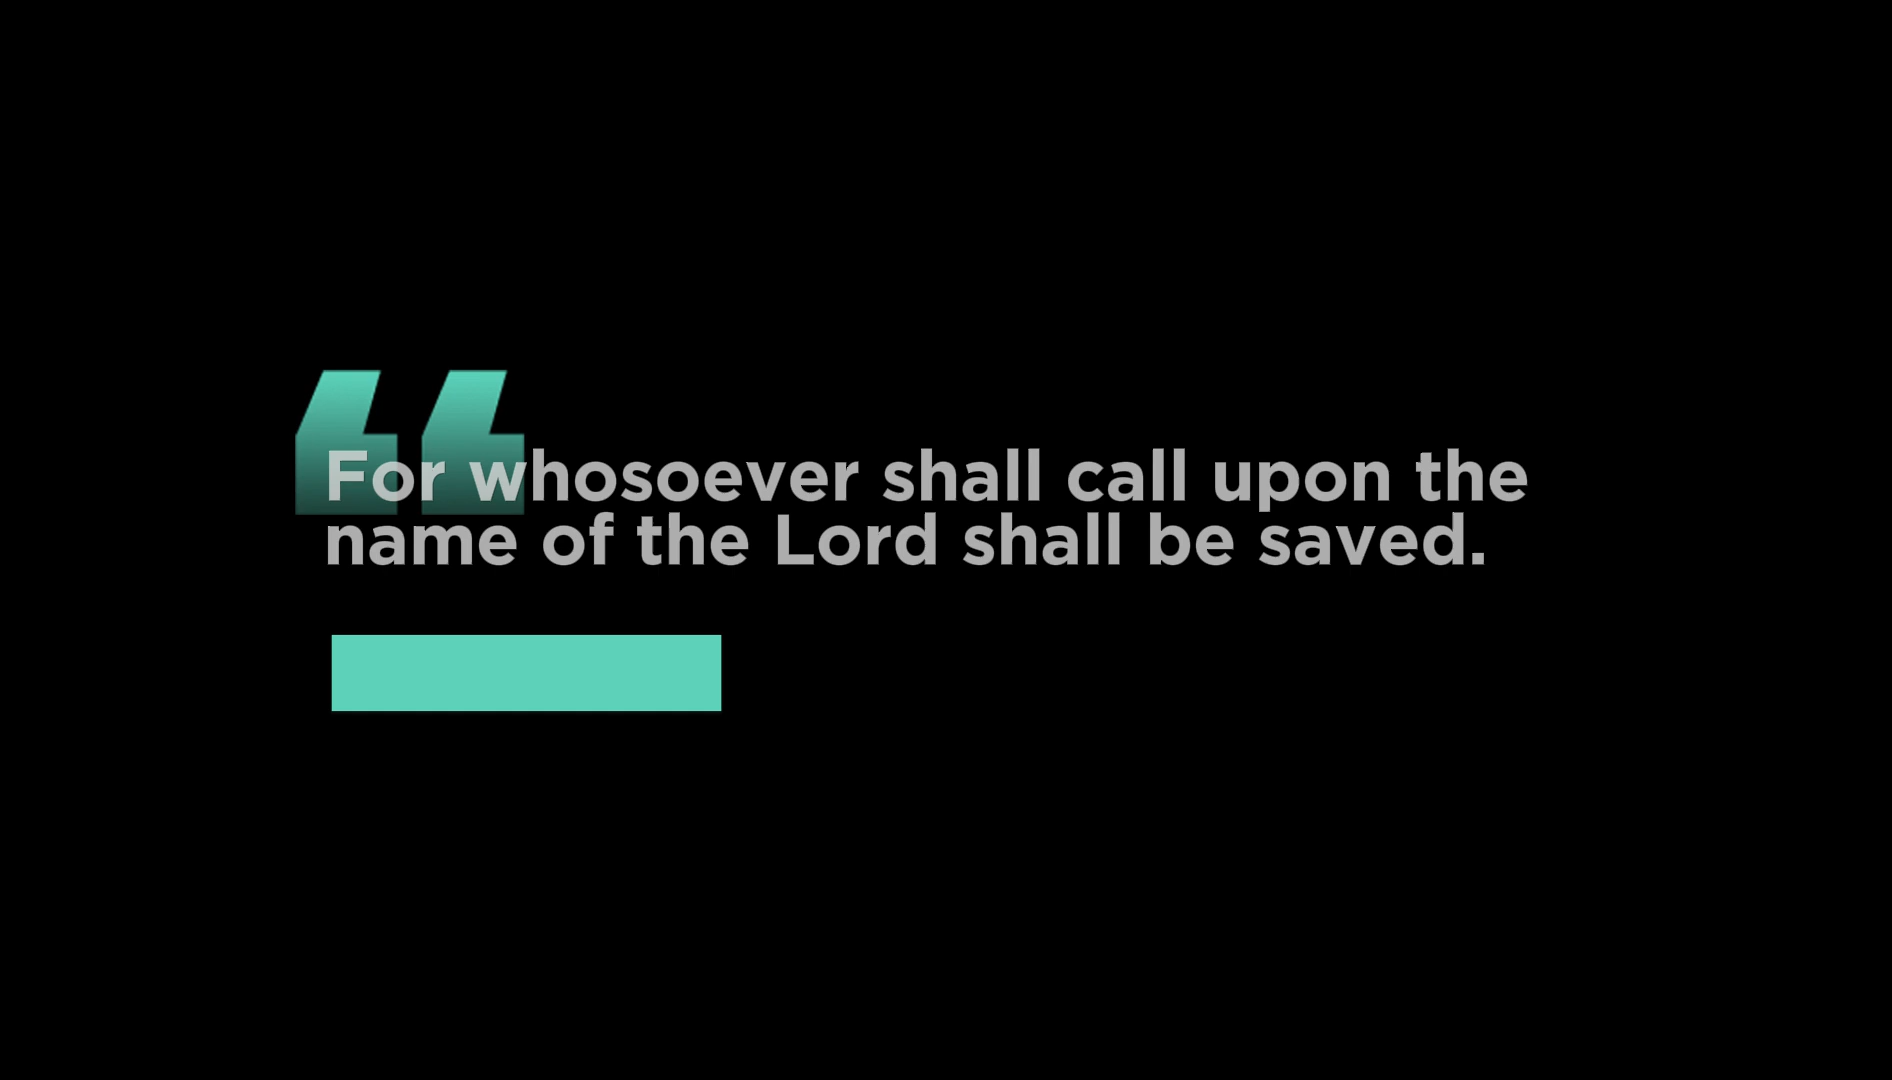 “
For whosoever shall call upon the
name of the Lord shall be saved.